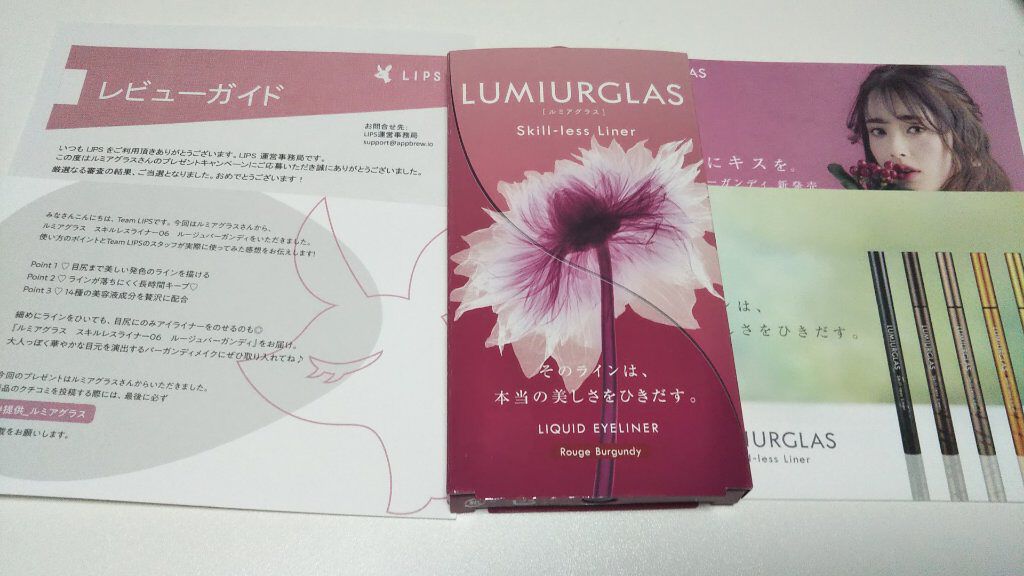 LIPS
レビューガイド
お問合せ先:
LIPS運営事務局
support@appbrew.io
いつも LIPS をご利用頂きありがとうございます。LIPS 運営事務局です。
この度はルミアグラスさんのプレゼントキャンペーンにご応募いただき誠にありがとうございました。
厳選なる審査の結果、ご当選となりました。おめでとうございます！
みなさんこんにちは、Team LIPSです。今回はルミアグラスさんから、
ルミアグラス スキルレスライナー06 ルージュバーガンディをいただきました。
使い方のポイントとTeam LIPSのスタッフが実際に使ってみた感想をお伝えします!
Point 1 ♡ 目尻まで美しい発色のラインを描ける
Point 2 ♡ ラインが落ちにくく長時間キープ♡
Point 3 ♡ 14種の美容液成分を贅沢に配合
細めにラインをひいても、目尻にのみアイライナーをのせるのも◎
『ルミアグラス スキルレスライナー06 ルージュバーガンディ』をお届け。
大人っぽく華やかな目元を演出するバーガンディメイクにぜひ取り入れてね♪
今回のプレゼントはルミアグラスさんからいただきました。
品のクチコミを投稿する際には、最後に必ず
提供_ルミアグラス
をお願いします。
LUMIURGLAS
[ルミアグラス]
Skill-less Liner
そのラインは、
本当の美しさをひきだす。
LIQUID EYELINER
Rouge Burgundy
AS
にキスを。
ーガンディ 新発売
は、
しさをひきだす。
LUMIURGLAS
LUMIURGLAS
LUMIURGLAS
LUMIURGLAS
IURGLAS
l-less Liner